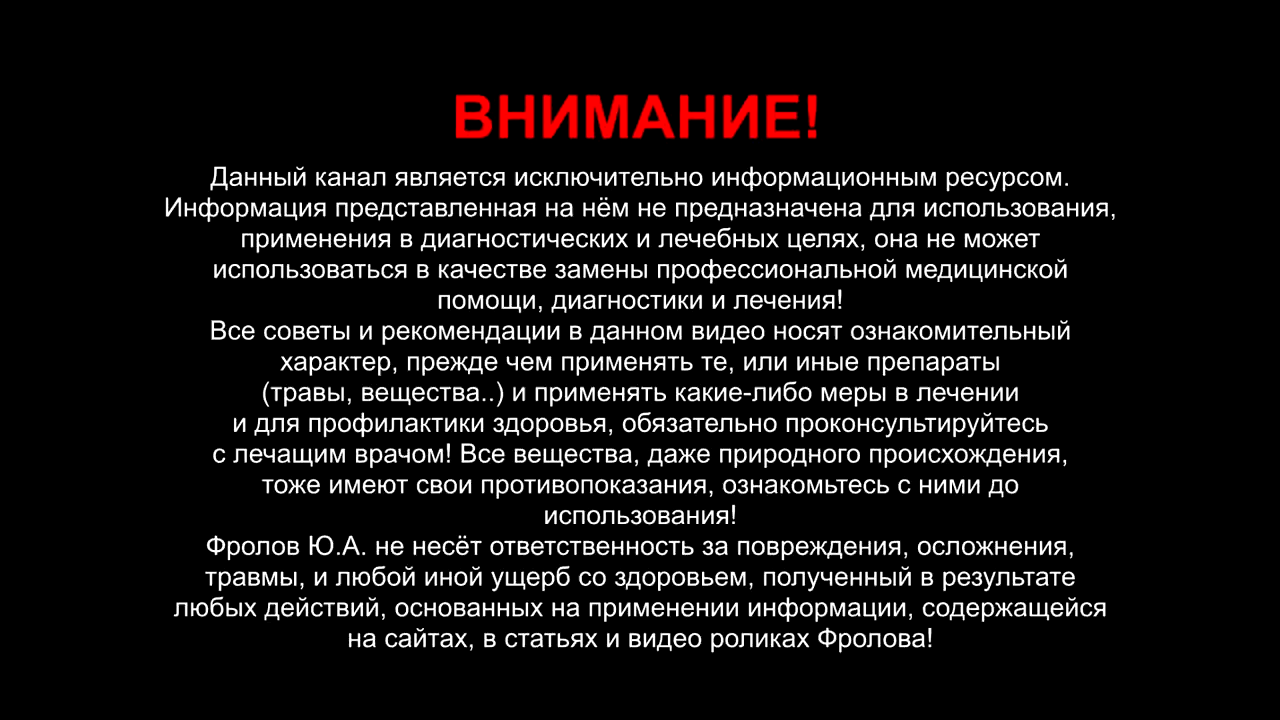 ВНИМАНИЕ!
Данный канал является исключительно информационным ресурсом.
Информация представленная на нём не предназначена для использования,
применения в диагностических и лечебных целях, она не может
использоваться в качестве замены профессиональной медицинской
помощи, диагностики и лечения!
Все советы и рекомендации в данном видео носят ознакомительный
характер, прежде чем применять те, или иные препараты
(травы, вещества..) и применять какие-либо меры в лечении
и для профилактики здоровья, обязательно проконсультируйтесь
с лечащим врачом! Все вещества, даже природного происхождения,
тоже имеют свои противопоказания, ознакомьтесь с ними до
использования!
Фролов Ю.А. не несёт ответственность за повреждения, осложнения,
травмы, и любой иной ущерб со здоровьем, полученный в результате
любых действий, основанных на применении информации, содержащейся
на сайтах, в статьях и видео роликах Фролова!